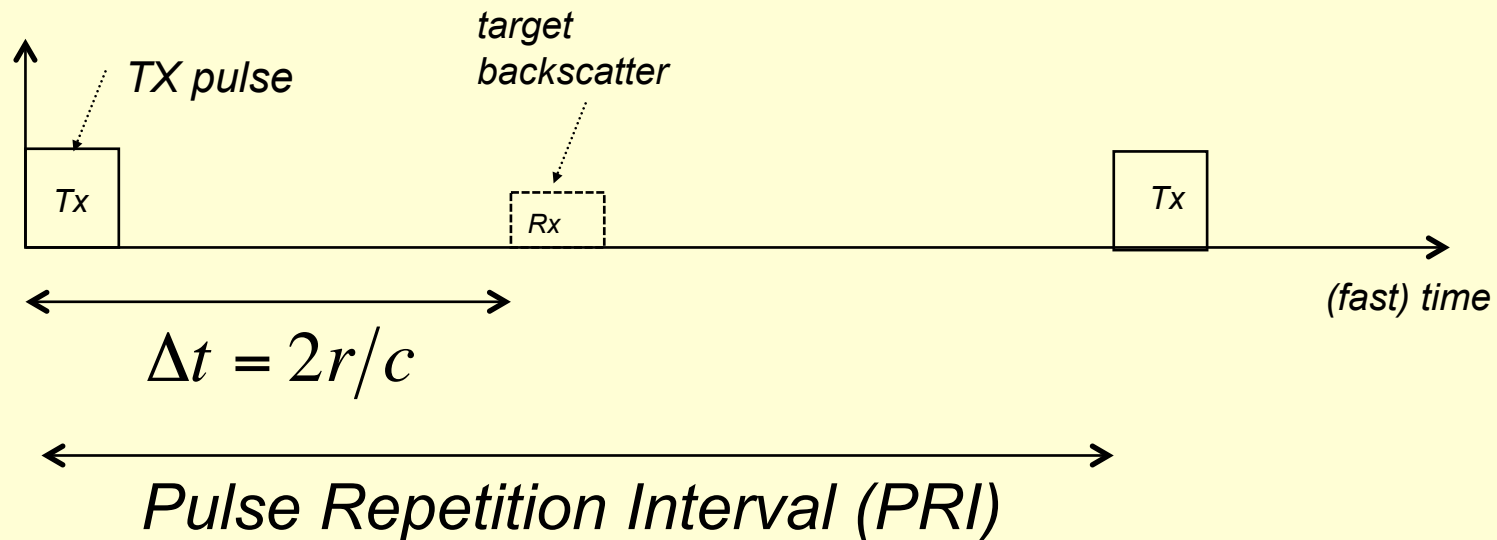 target
backscatter
TX pulse
Tx
Rx
Tx
(fast) time
Δt = 2r/c
Pulse Repetition Interval (PRI)